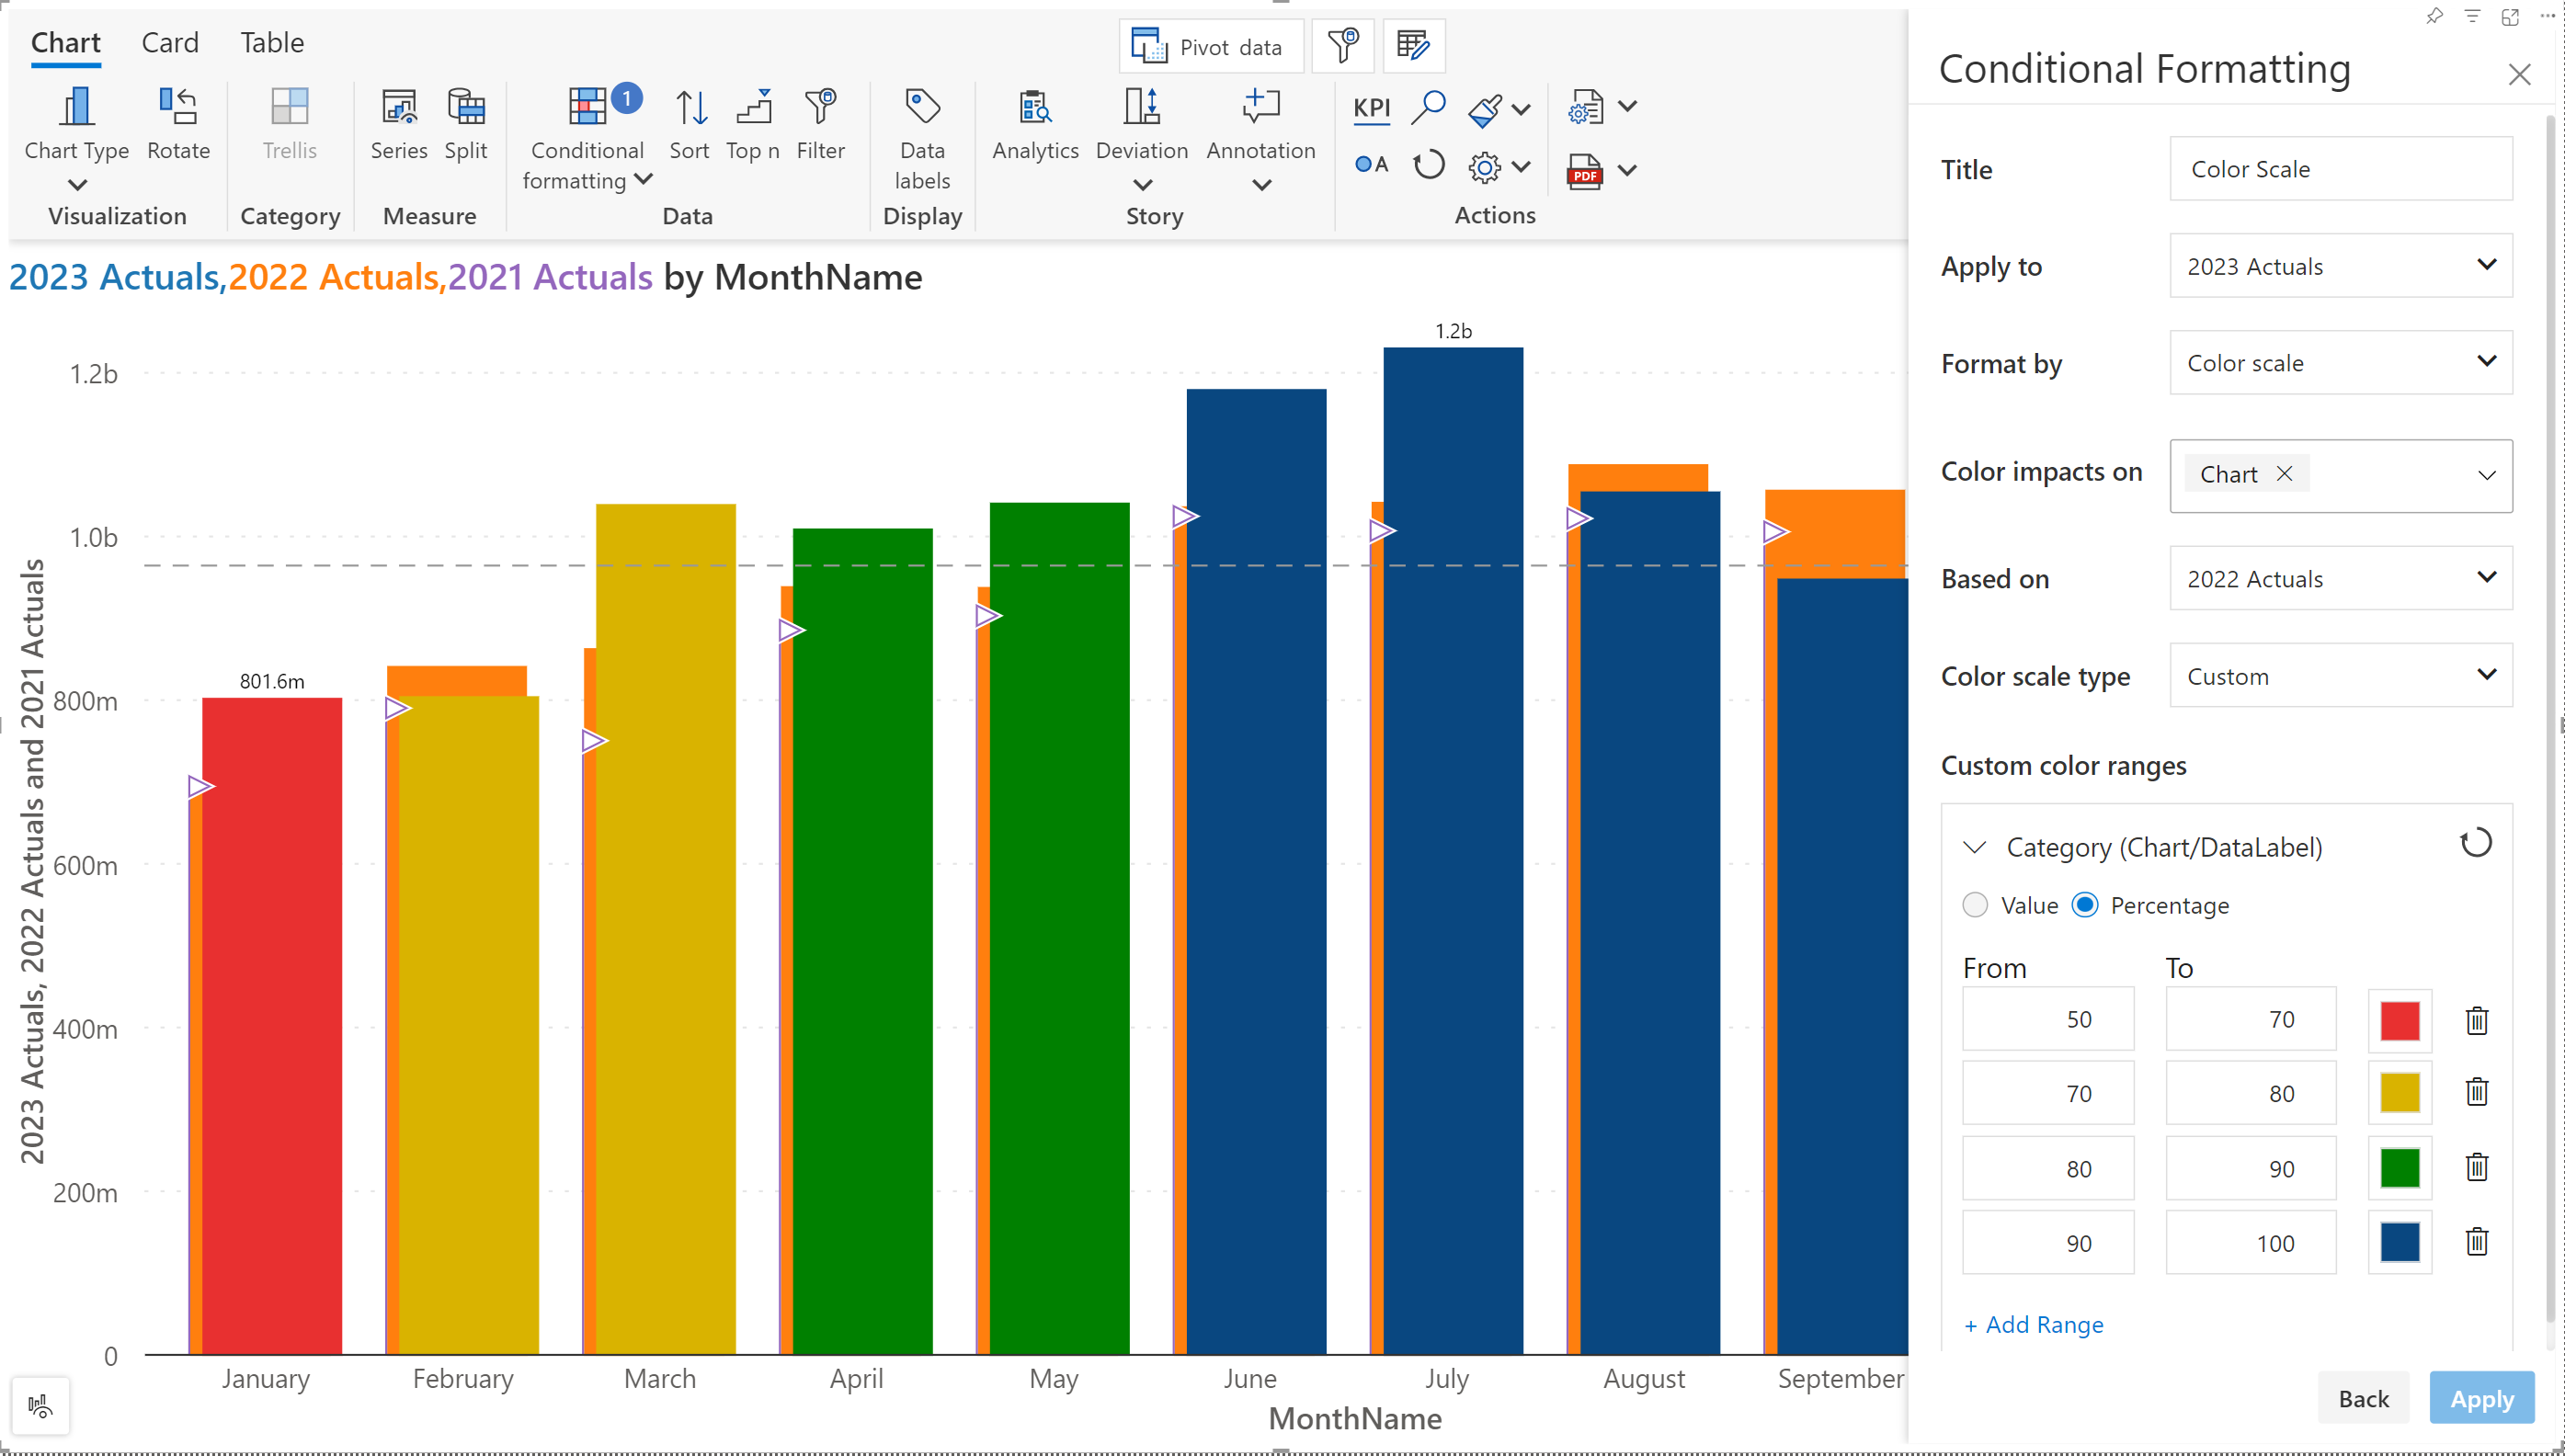 Chart Card Table
Pivot data
Chart Type Rotate Trellis Series Split Conditional formatting 1 Sort Top n Filter Data labels Analytics Deviation Annotation KPI A PDF
Visualization Category Measure Data Display Story Actions
2023 Actuals,2022 Actuals,2021 Actuals by MonthName
2023 Actuals, 2022 Actuals and 2021 Actuals
1.2b
1.0b
800m
600m
400m
200m
0
801.6m
1.2b
January February March April May June July August September
MonthName
Conditional Formatting
Title Color Scale
Apply to 2023 Actuals
Format by Color scale
Color impacts on Chart
Based on 2022 Actuals
Color scale type Custom
Custom color ranges
Category (Chart/DataLabel)
Value Percentage
From To
50 70
70 80
80 90
90 100
+ Add Range
Back Apply